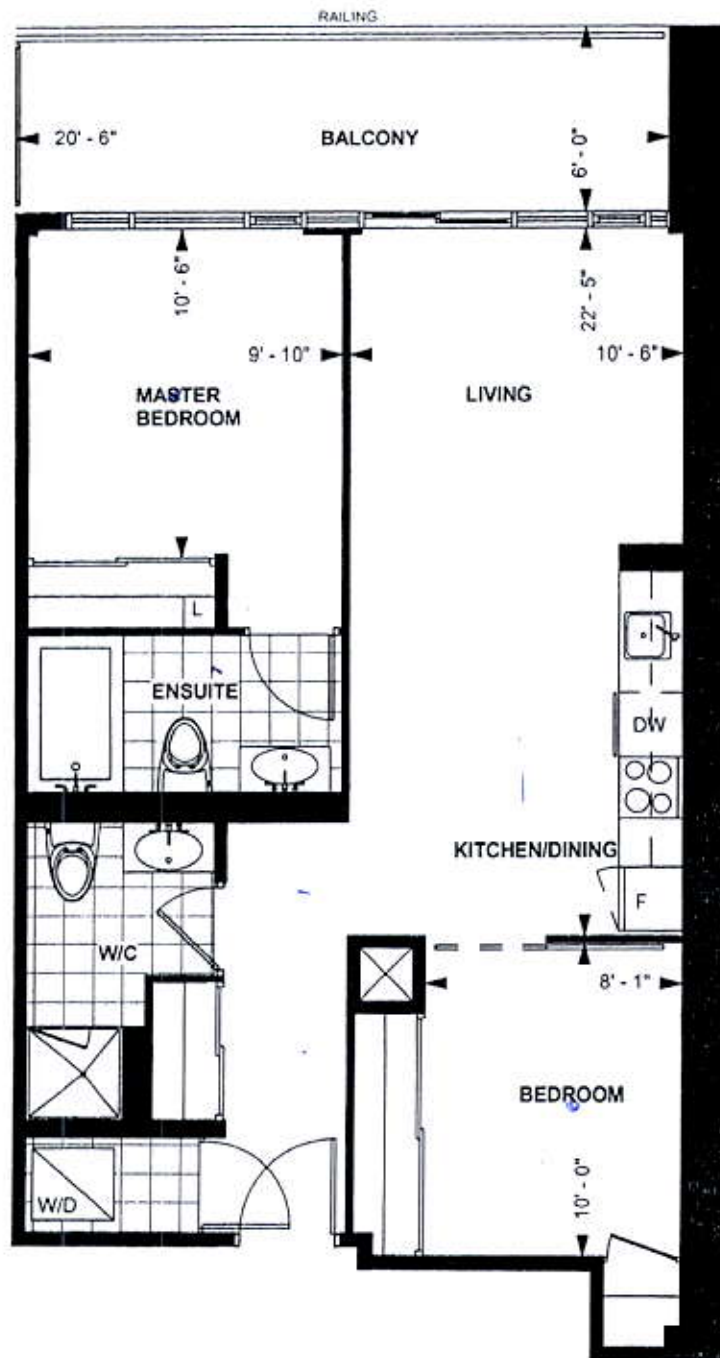 RAILING
20' - 6"
BALCONY
6' - 0"
10' - 6"
22' - 5"
9' - 10"
10' - 6"
MASTER
BEDROOM
LIVING
L
ENSUITE
DW
KITCHEN/DINING
F
W/C
8' - 1"
BEDROOM
W/D
10' - 0"